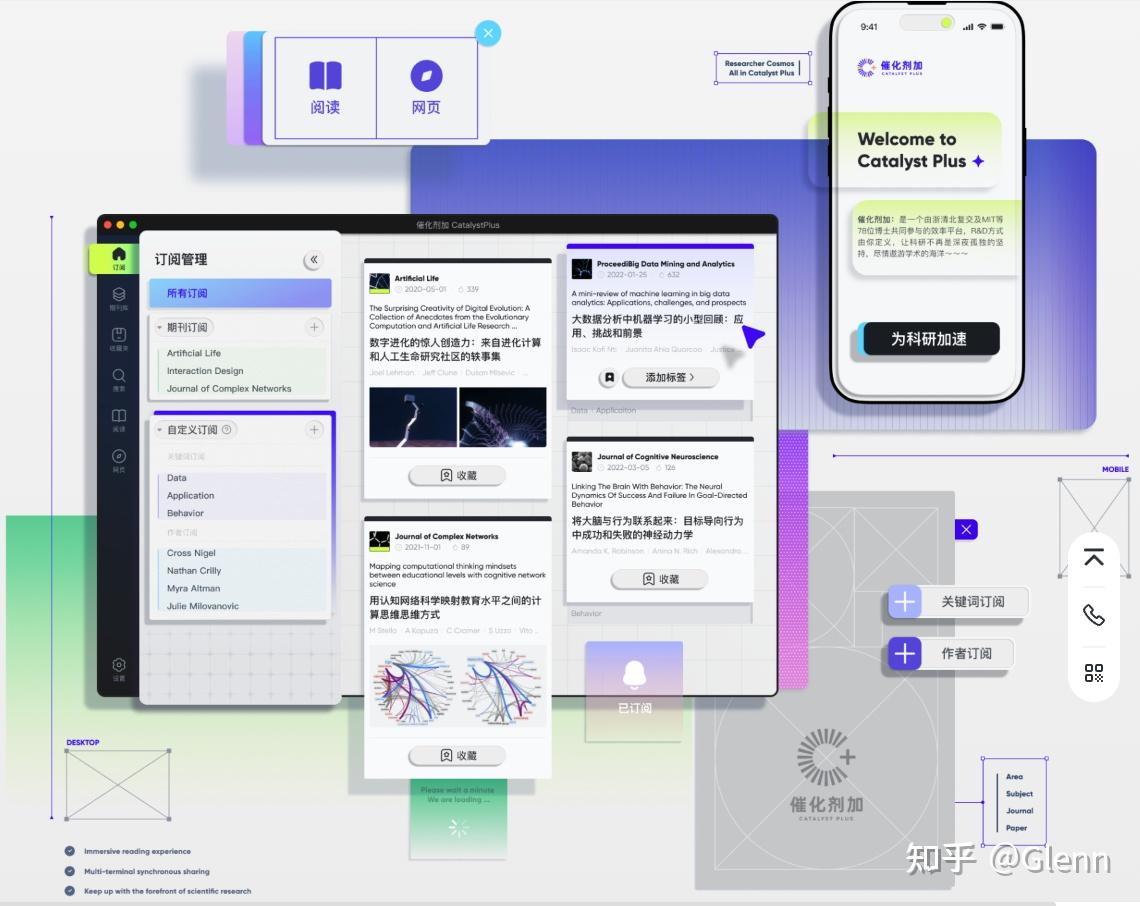 阅读
网页
Researcher Cosmos
All in Catalyst Plus
9:41
催化剂加
CATALYST PLUS
Welcome to
Catalyst Plus
催化剂加：是一个由浙清北复交及MIT等
78位博士共同参与的效率平台，R&D方式
由你定义，让科研不再是深夜孤独的坚
持，尽情遨游学术的海洋～～～
为科研加速
催化剂加 CatalystPlus
订阅
期刊库
收藏夹
搜索
阅读
网页
设置
订阅管理
所有订阅
期刊订阅
Artificial Life
Interaction Design
Journal of Complex Networks
自定义订阅
关键词订阅
Data
Application
Behavior
作者订阅
Cross Nigel
Nathan Crilly
Myra Altman
Julie Milovanovic
Artificial Life
2020-05-01 339
The Surprising Creativity of Digital Evolution: A
Collection of Anecdotes from the Evolutionary
Computation and Artificial Life Research ...
数字进化的惊人创造力：来自进化计算
和人工生命研究社区的轶事集
Joel Lehman Jeff Clune Dusan Misevic ...
收藏
Journal of Complex Networks
2021-11-01 89
Mapping computational thinking mindsets
between educational levels with cognitive network
science
用认知网络科学映射教育水平之间的计
算思维思维方式
M Stella A Kapuza C Cramer S Uzzo Vito ...
收藏
Please wait a minute
We are loading ...
ProceediBig Data Mining and Analytics
2022-01-25 632
A mini-review of machine learning in big data
analytics: Applications, challenges, and prospects
大数据分析中机器学习的小型回顾：应
用、挑战和前景
Isaac Kofi Nti Juanita Ahia Quarcoo Justice
添加标签
Data Applicaiton
Journal of Cognitive Neuroscience
2022-03-05 126
Linking The Brain With Behavior: The Neural
Dynamics Of Success And Failure In Goal-Directed
Behavior
将大脑与行为联系起来：目标导向行为
中成功和失败的神经动力学
Amanda K. Robinson Anina N. Rich Alexandra...
收藏
Behavior
已订阅
MOBILE
关键词订阅
作者订阅
催化剂加
CATALYST PLUS
Area
Subject
Journal
Paper
DESKTOP
Immersive reading experience
Multi-terminal synchronous sharing
Keep up with the forefront of scientific research
知乎 @Glenn